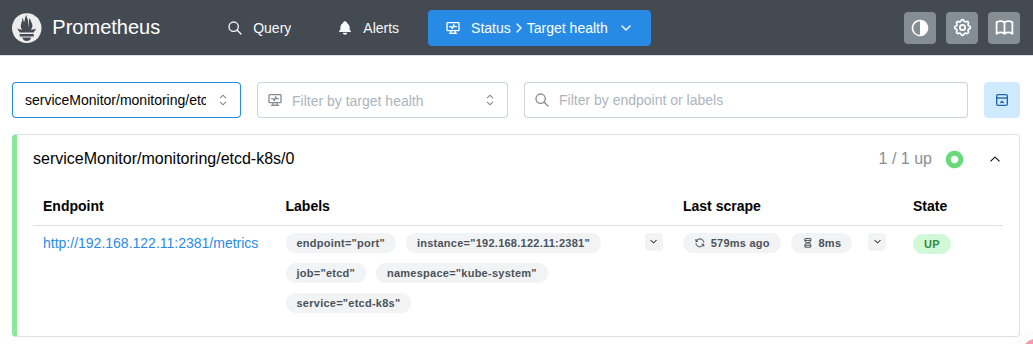 Prometheus Query Alerts Status > Target health
serviceMonitor/monitoring/etc Filter by target health Filter by endpoint or labels
serviceMonitor/monitoring/etcd-k8s/0 1 / 1 up
Endpoint Labels Last scrape State
http://192.168.122.11:2381/metrics endpoint="port" instance="192.168.122.11:2381" 579ms ago 8ms UP
job="etcd" namespace="kube-system"
service="etcd-k8s"